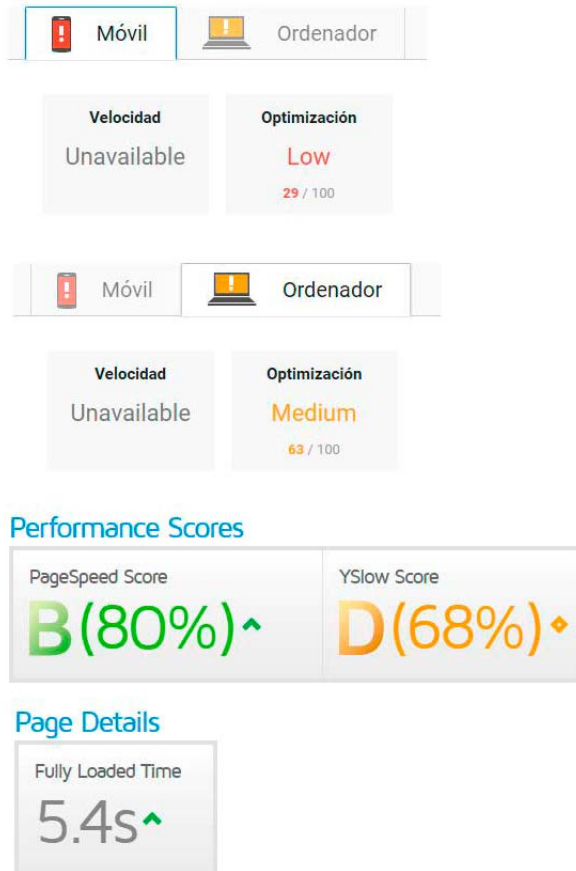 Móvil Ordenador
Velocidad Optimización
Unavailable Low
29 / 100
Móvil Ordenador
Velocidad Optimización
Unavailable Medium
63 / 100
Performance Scores
PageSpeed Score YSlow Score
B(80%) D(68%)
Page Details
Fully Loaded Time
5.4s